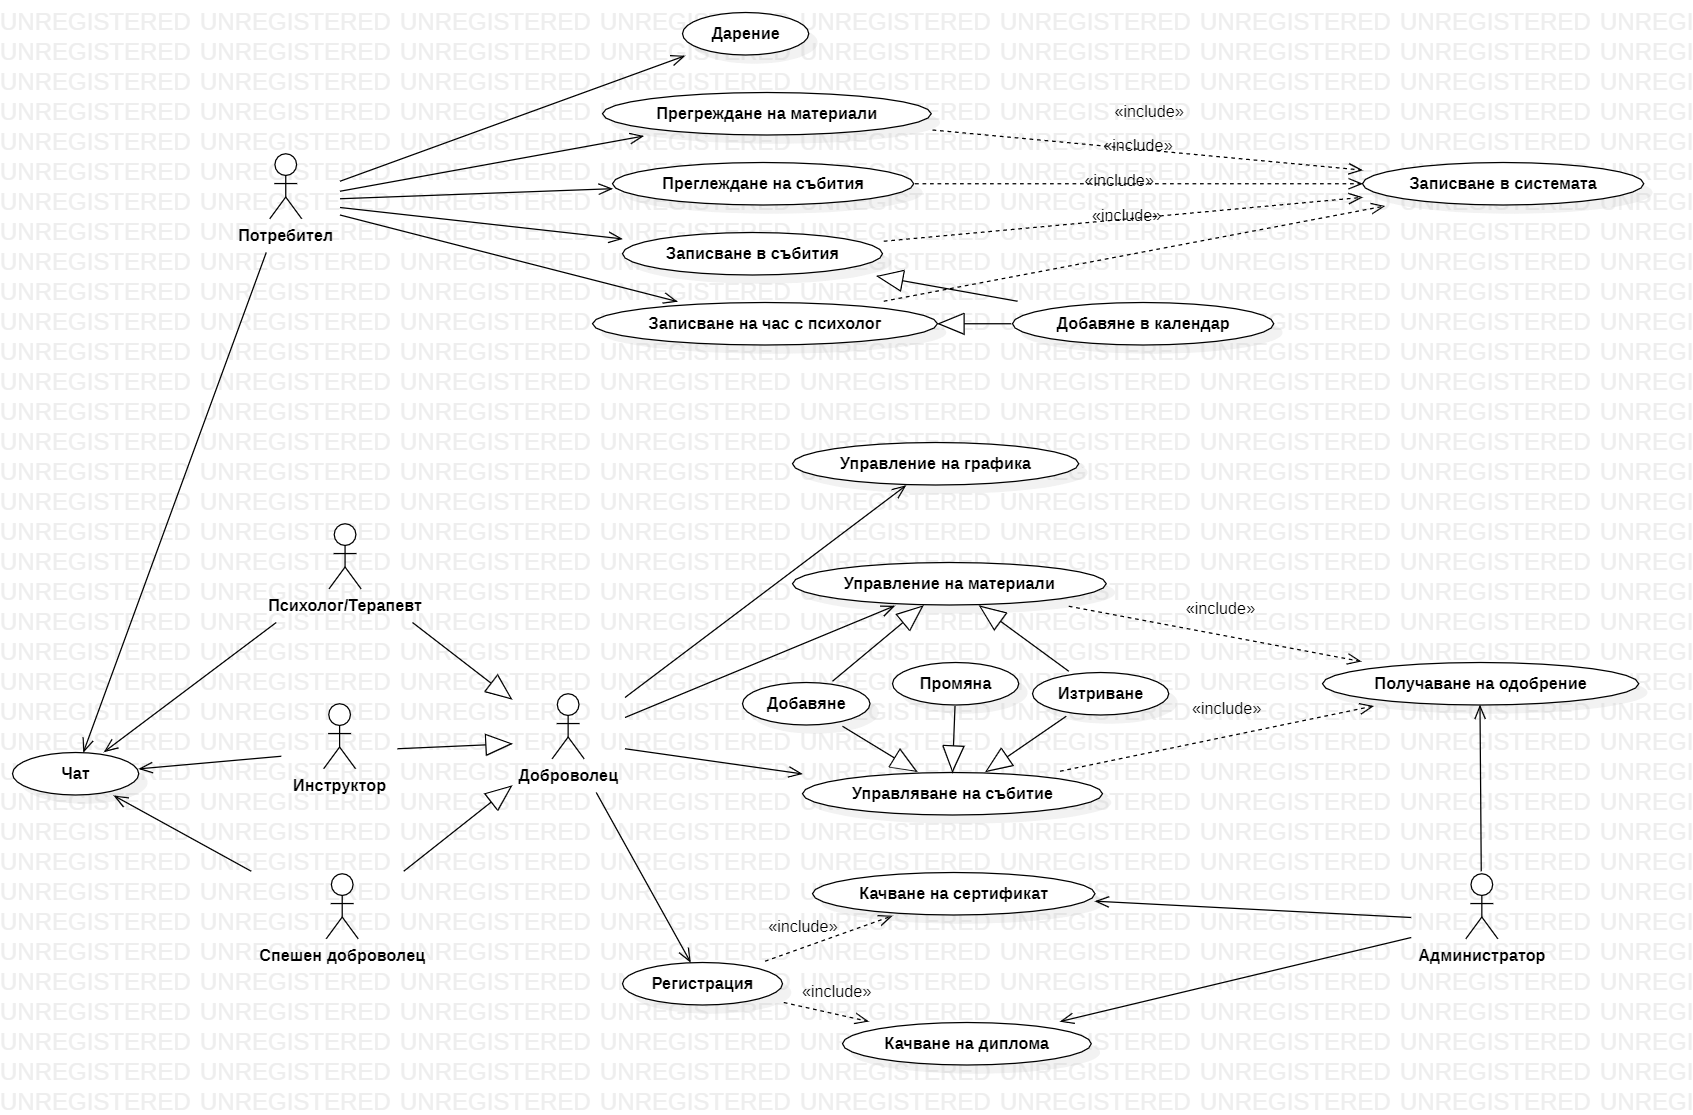 Дарение
Прегреждане на материали
«include»
«include»
Преглеждане на събития
«include»
Записване в системата
«include»
Потребител
Записване в събития
Записване на час с психолог
Добавяне в календар
Управление на графика
Психолог/Терапевт
Управление на материали
«include»
Добавяне
Промяна
Изтриване
Получаване на одобрение
«include»
Чат
Инструктор
Доброволец
Управляване на събитие
Качване на сертификат
«include»
Спешен доброволец
Администратор
Регистрация
«include»
Качване на диплома
UNREGISTERED